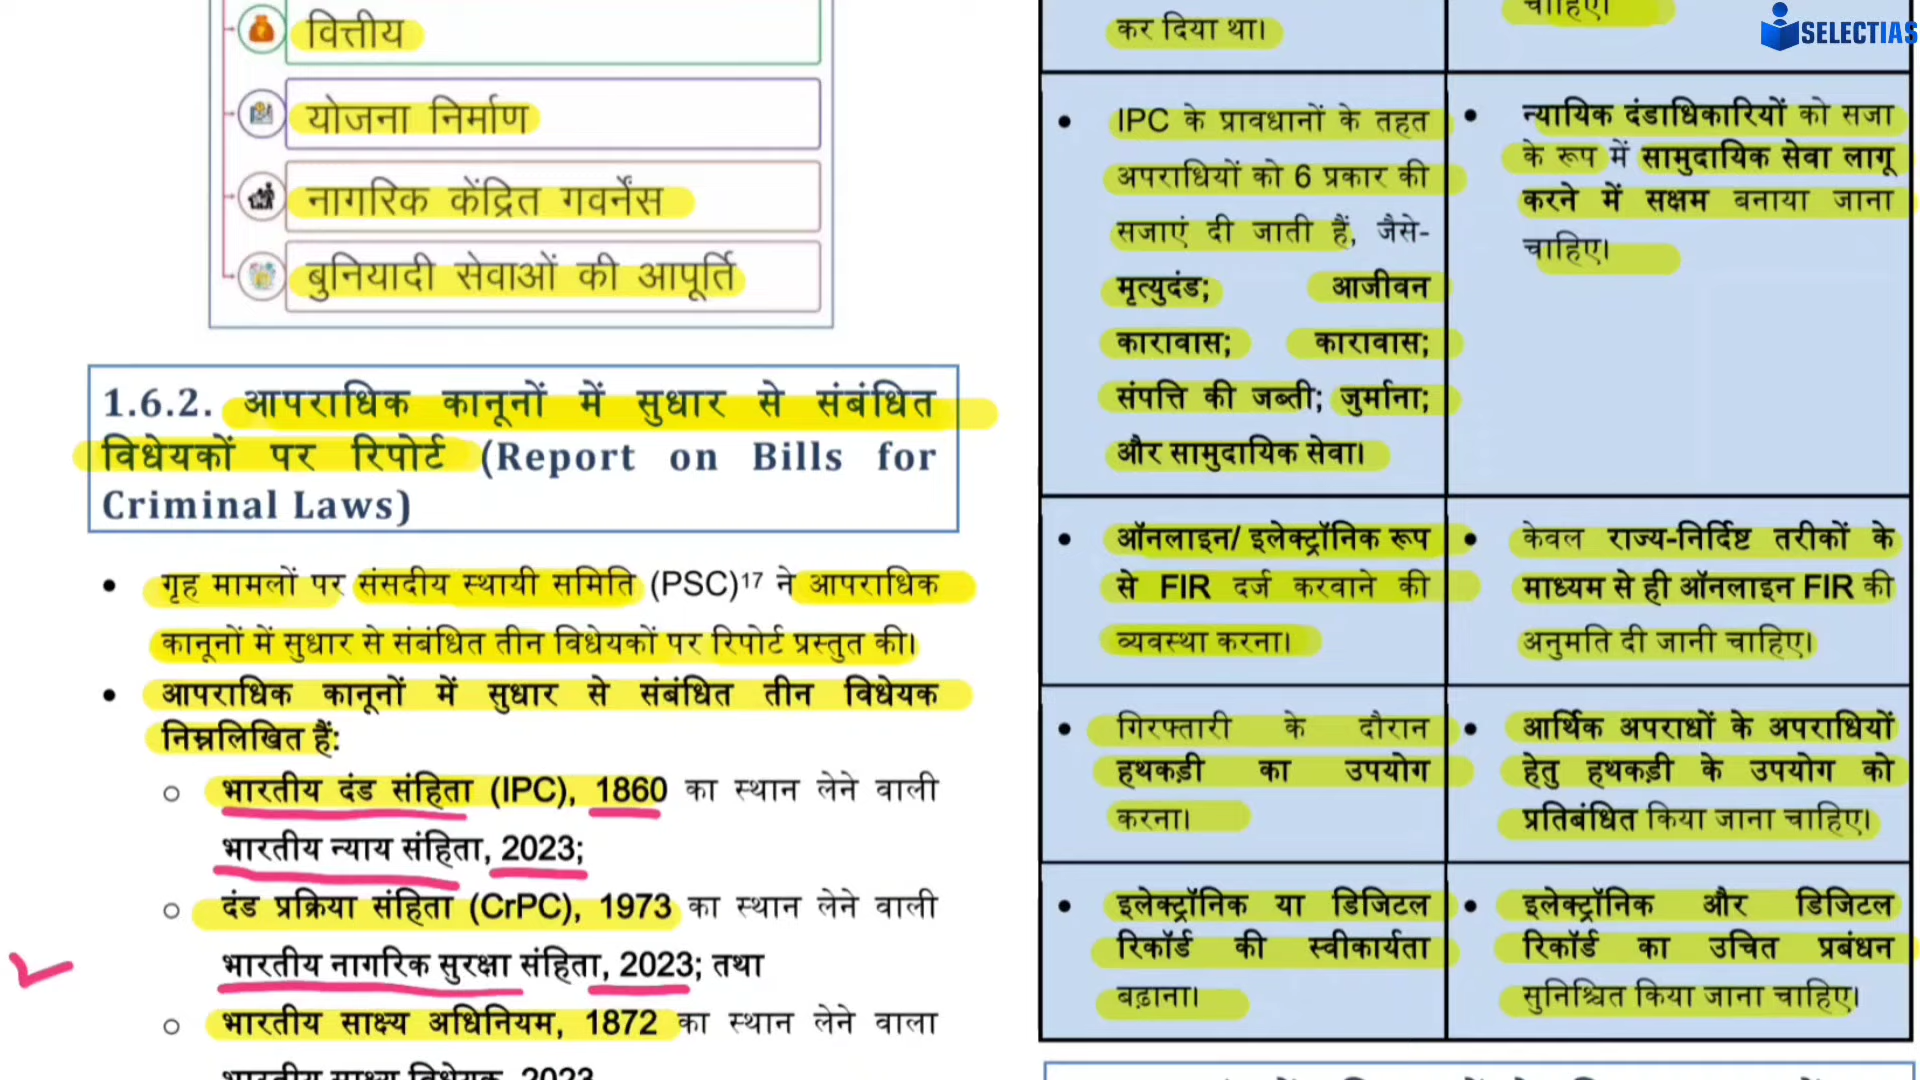 वित्तीय
योजना निर्माण
नागरिक केंद्रित गवर्नेंस
बुनियादी सेवाओं की आपूर्ति
1.6.2. आपराधिक कानूनों में सुधार से संबंधित
विधेयकों पर रिपोर्ट (Report on Bills for
Criminal Laws)
• गृह मामलों पर संसदीय स्थायी समिति (PSC)¹⁷ ने आपराधिक
कानूनों में सुधार से संबंधित तीन विधेयकों पर रिपोर्ट प्रस्तुत की।
• आपराधिक कानूनों में सुधार से संबंधित तीन विधेयक
निम्नलिखित हैं:
○ भारतीय दंड संहिता (IPC), 1860 का स्थान लेने वाली
भारतीय न्याय संहिता, 2023;
○ दंड प्रक्रिया संहिता (CrPC), 1973 का स्थान लेने वाली
भारतीय नागरिक सुरक्षा संहिता, 2023; तथा
○ भारतीय साक्ष्य अधिनियम, 1872 का स्थान लेने वाला
भारतीय साक्ष्य विधेयक, 2023
कर दिया था।
चाहिए।
SELECTIAS
• IPC के प्रावधानों के तहत
अपराधियों को 6 प्रकार की
सजाएं दी जाती हैं, जैसे-
मृत्युदंड; आजीवन
कारावास; कारावास;
संपत्ति की जब्ती; जुर्माना;
और सामुदायिक सेवा।
• न्यायिक दंडाधिकारियों को सजा
के रूप में सामुदायिक सेवा लागू
करने में सक्षम बनाया जाना
चाहिए।
• ऑनलाइन/ इलेक्ट्रॉनिक रूप
से FIR दर्ज करवाने की
व्यवस्था करना।
• केवल राज्य-निर्दिष्ट तरीकों के
माध्यम से ही ऑनलाइन FIR की
अनुमति दी जानी चाहिए।
• गिरफ्तारी के दौरान
हथकड़ी का उपयोग
करना।
• आर्थिक अपराधों के अपराधियों
हेतु हथकड़ी के उपयोग को
प्रतिबंधित किया जाना चाहिए।
• इलेक्ट्रॉनिक या डिजिटल
रिकॉर्ड की स्वीकार्यता
बढ़ाना।
• इलेक्ट्रॉनिक और डिजिटल
रिकॉर्ड का उचित प्रबंधन
सुनिश्चित किया जाना चाहिए।